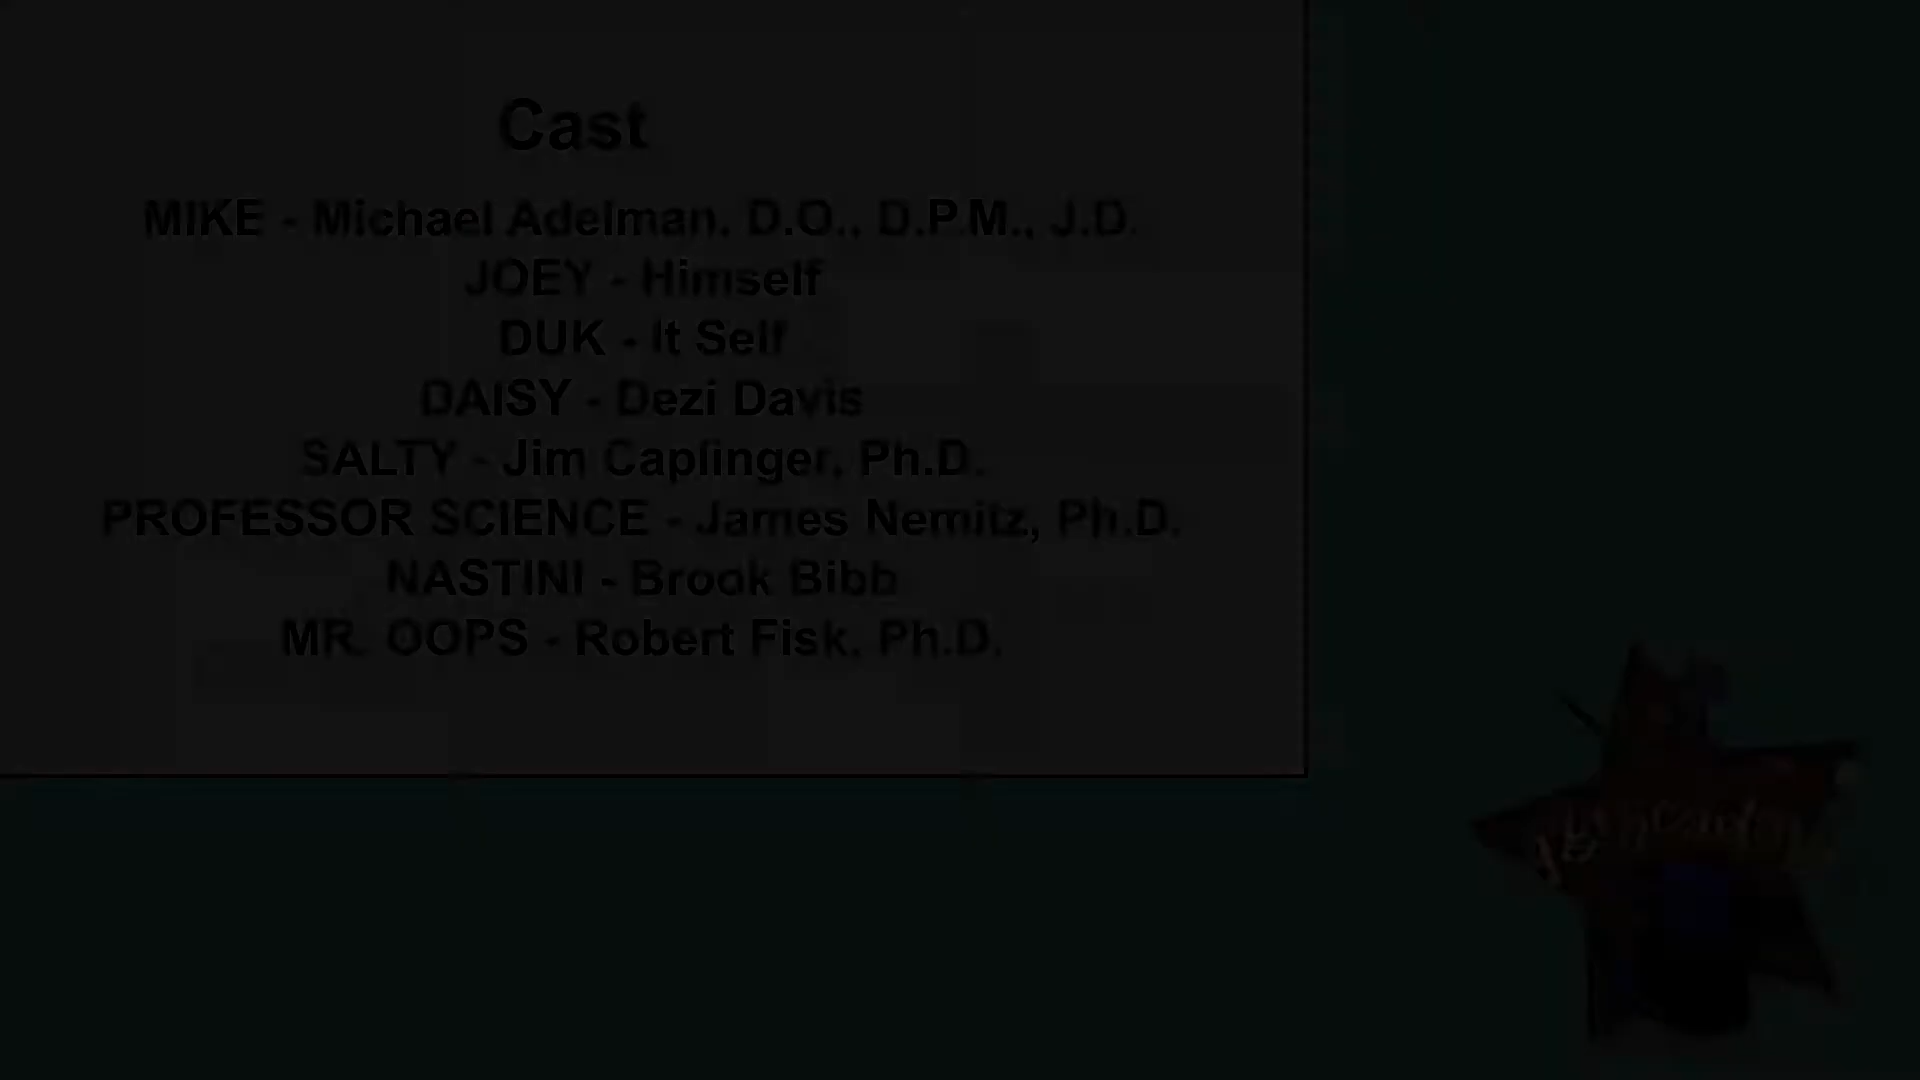 Cast
MIKE - Michael Adelman, D.O., D.P.M., J.D.
JOEY - Himself
DUK - It Self
DAISY - Dezi Davis
SALTY - Jim Caplinger, Ph.D.
PROFESSOR SCIENCE - James Nemitz, Ph.D.
NASTINI - Brook Bibb
MR. OOPS - Robert Fisk, Ph.D.